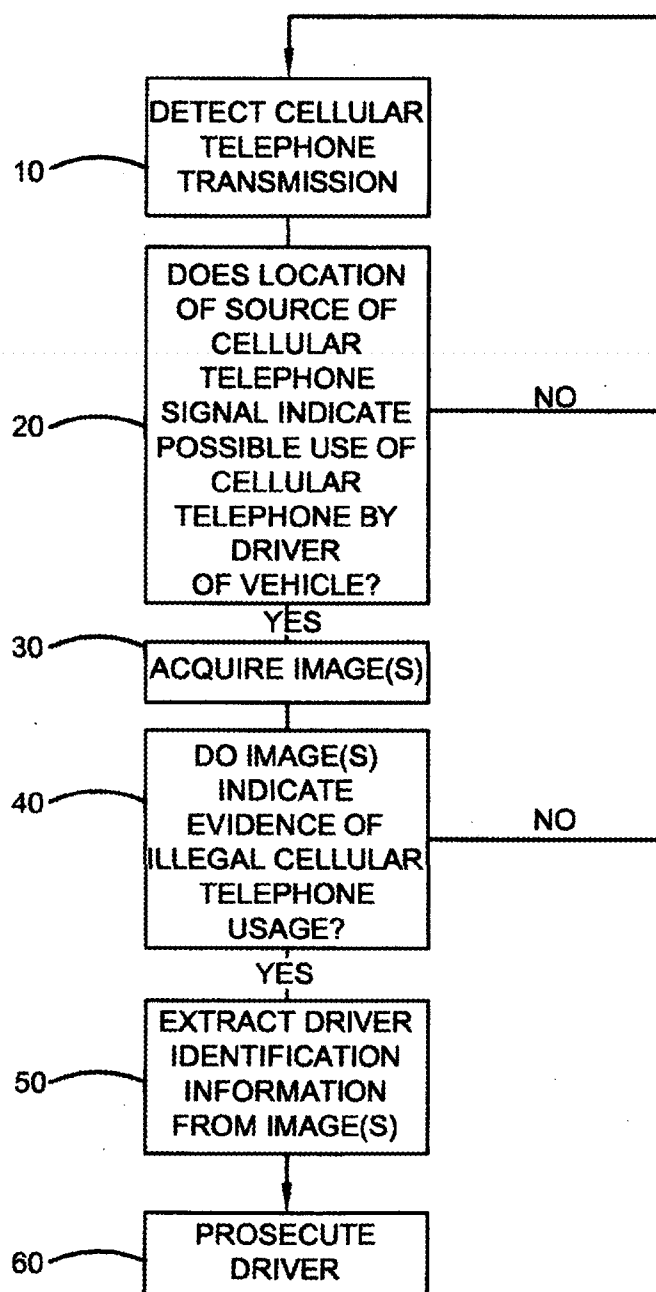 DETECT CELLULAR
TELEPHONE
TRANSMISSION
10
DOES LOCATION
OF SOURCE OF
CELLULAR
TELEPHONE
SIGNAL INDICATE
POSSIBLE USE OF
CELLULAR
TELEPHONE BY
DRIVER
OF VEHICLE?
20
NO
YES
30
ACQUIRE IMAGE(S)
DO IMAGE(S)
INDICATE
EVIDENCE OF
ILLEGAL CELLULAR
TELEPHONE
USAGE?
40
NO
YES
EXTRACT DRIVER
IDENTIFICATION
INFORMATION
FROM IMAGE(S)
50
PROSECUTE
DRIVER
60